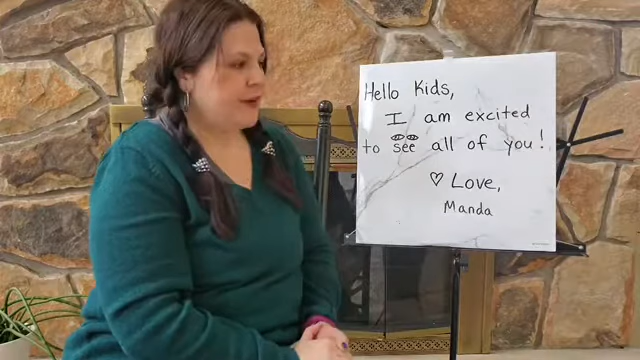 Hello Kids,
I am excited
to see all of you!
♡ Love,
Manda